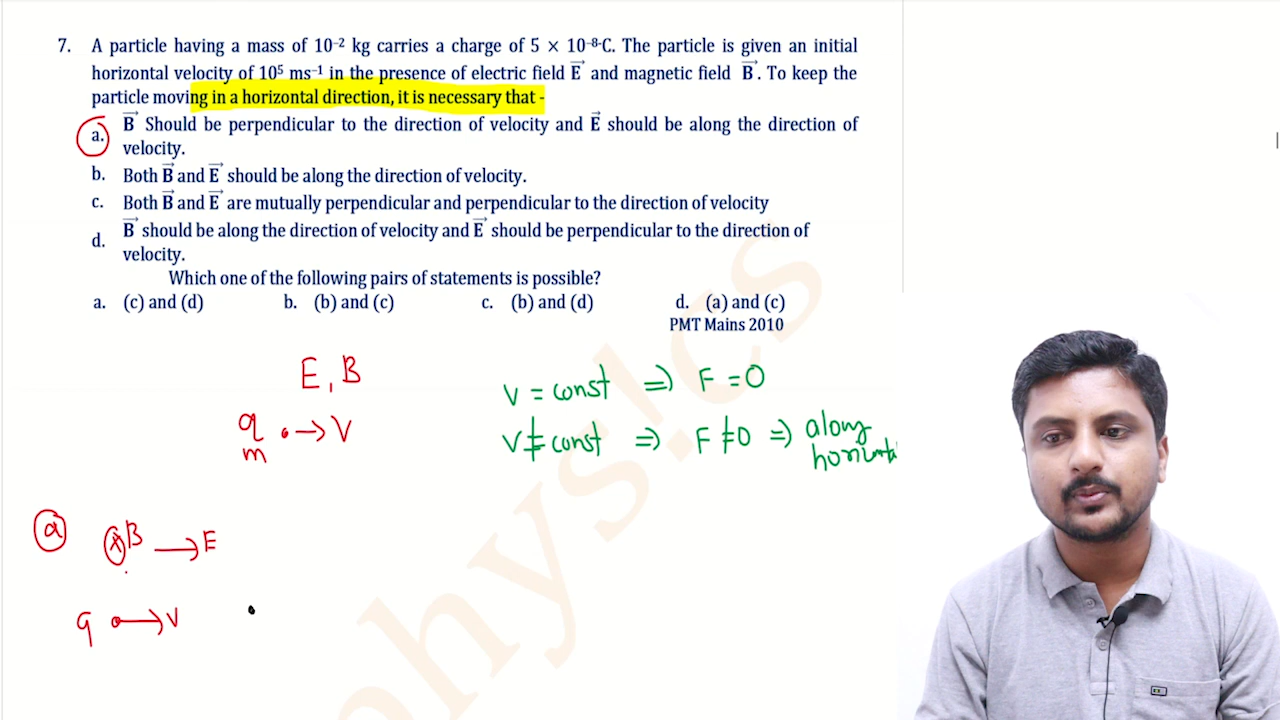 7. A particle having a mass of 10⁻² kg carries a charge of 5 × 10⁻⁸C. The particle is given an initial
horizontal velocity of 10⁵ ms⁻¹ in the presence of electric field E⃗ and magnetic field B⃗. To keep the
particle moving in a horizontal direction, it is necessary that -
a. B⃗ Should be perpendicular to the direction of velocity and E⃗ should be along the direction of
velocity.
b. Both B⃗ and E⃗ should be along the direction of velocity.
c. Both B⃗ and E⃗ are mutually perpendicular and perpendicular to the direction of velocity
d. B⃗ should be along the direction of velocity and E⃗ should be perpendicular to the direction of
velocity.
Which one of the following pairs of statements is possible?
a. (c) and (d) b. (b) and (c) c. (b) and (d) d. (a) and (c)
PMT Mains 2010
E, B
q → V
m
V = const ⇒ F = 0
V ≠ const ⇒ F ≠ 0 ⇒ along
a B → E
q → V
phys!cs